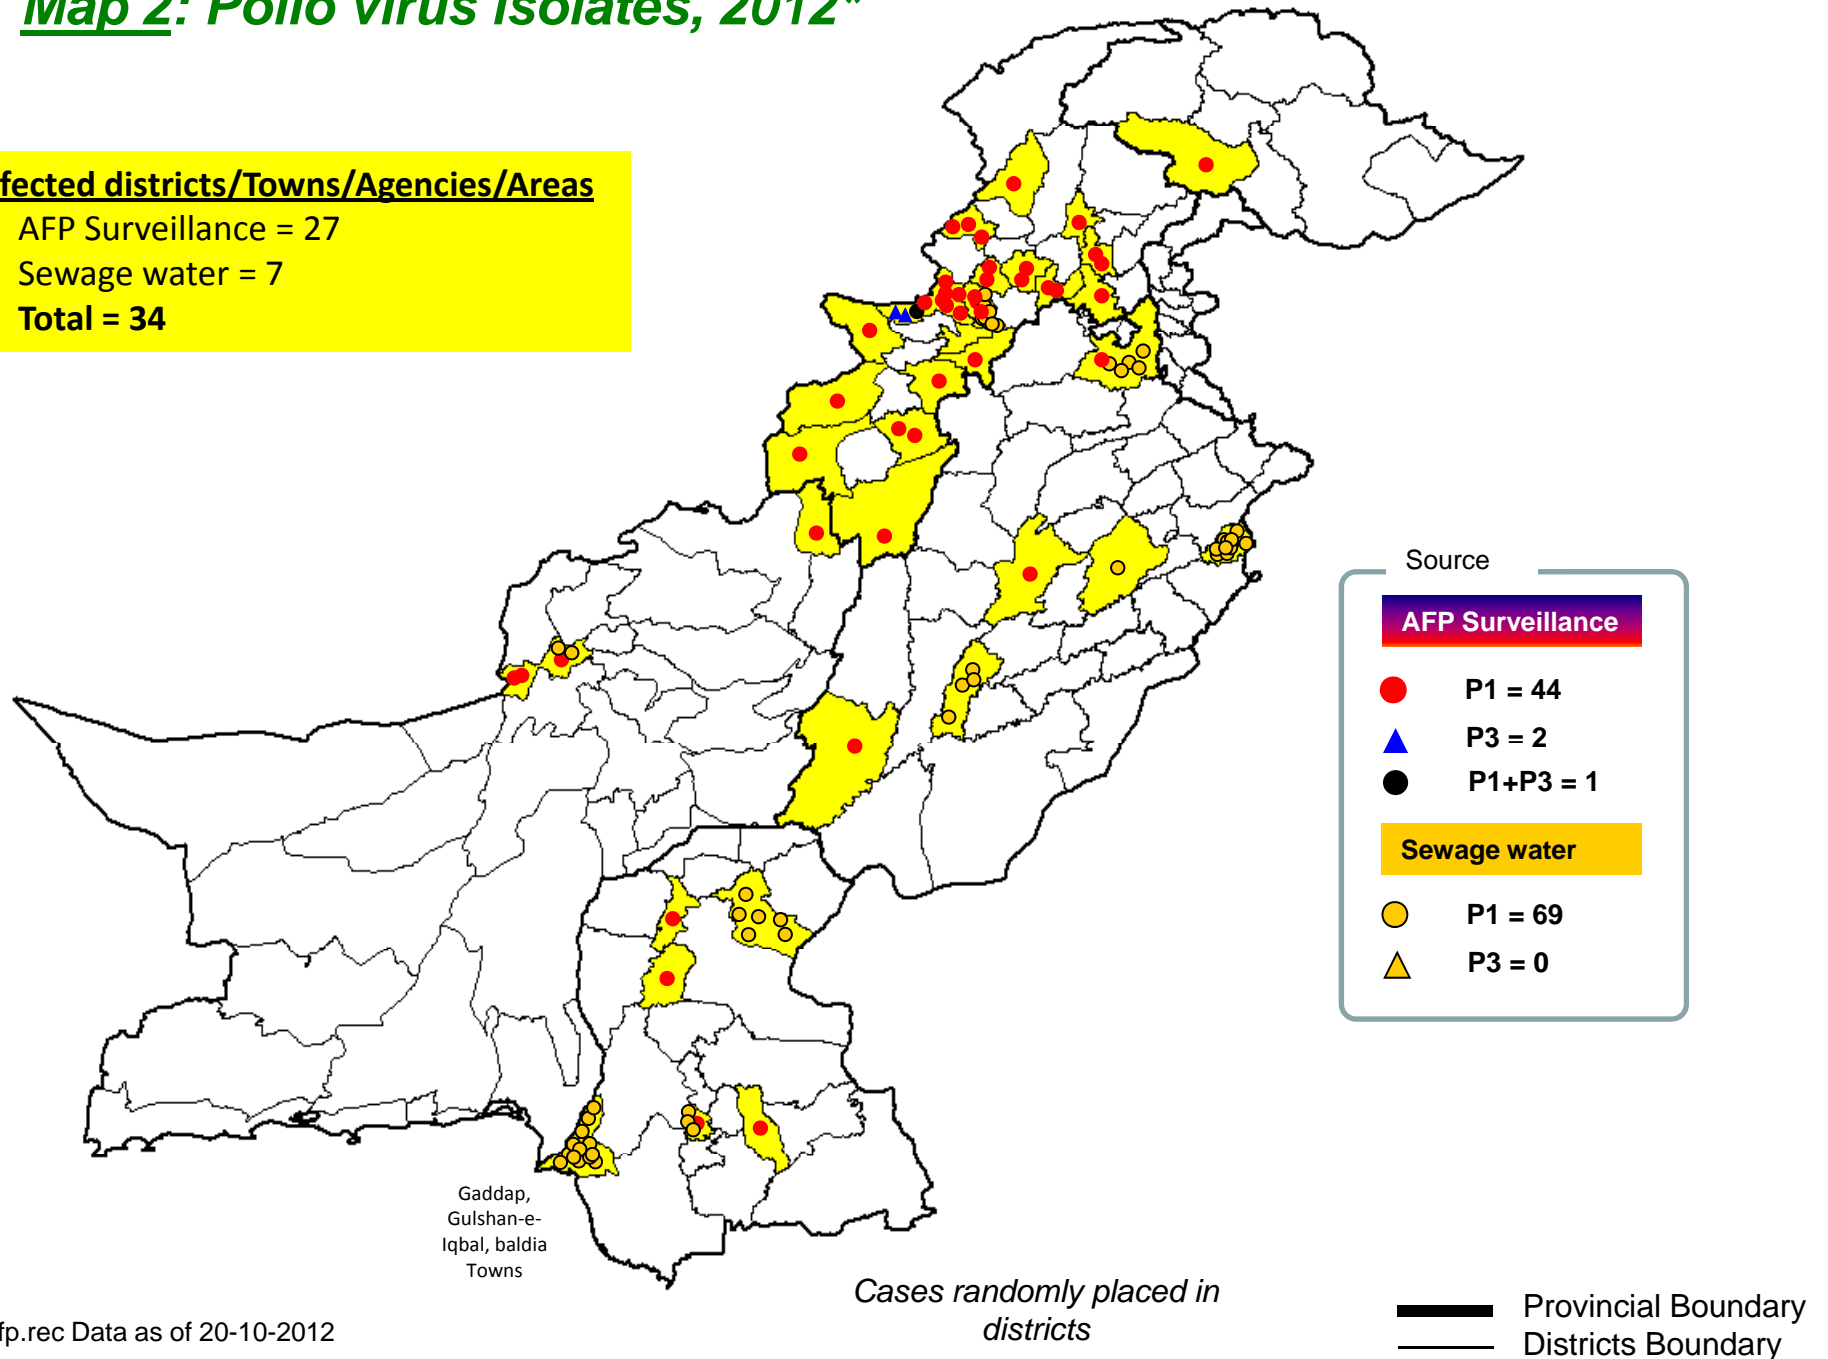 Map 2: Polio virus isolates, 2012*
fected districts/Towns/Agencies/Areas
AFP Surveillance = 27
Sewage water = 7
Total = 34
Source
AFP Surveillance
P1 = 44
P3 = 2
P1+P3 = 1
Sewage water
P1 = 69
P3 = 0
Gaddap,
Gulshan-e-
Iqbal, baldia
Towns
Cases randomly placed in
districts
fp.rec Data as of 20-10-2012
Provincial Boundary
Districts Boundary